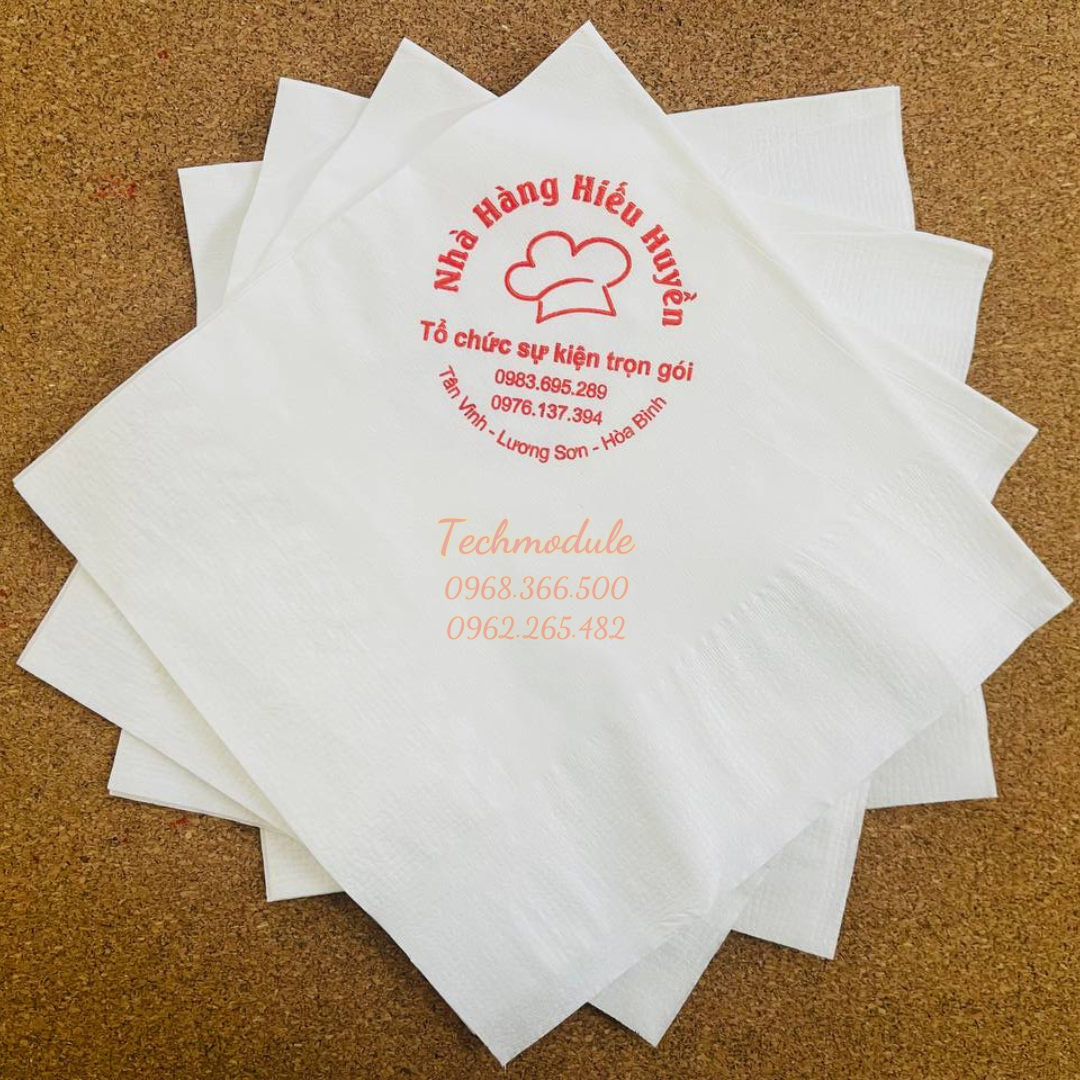 Nhà Hàng Hiếu Huyền
Tổ chức sự kiện trọn gói
0983.695.289
0976.137.394
Tân Vính - Lương Sơn - Hòa Bình
Techmodule
0968.366.500
0962.265.482